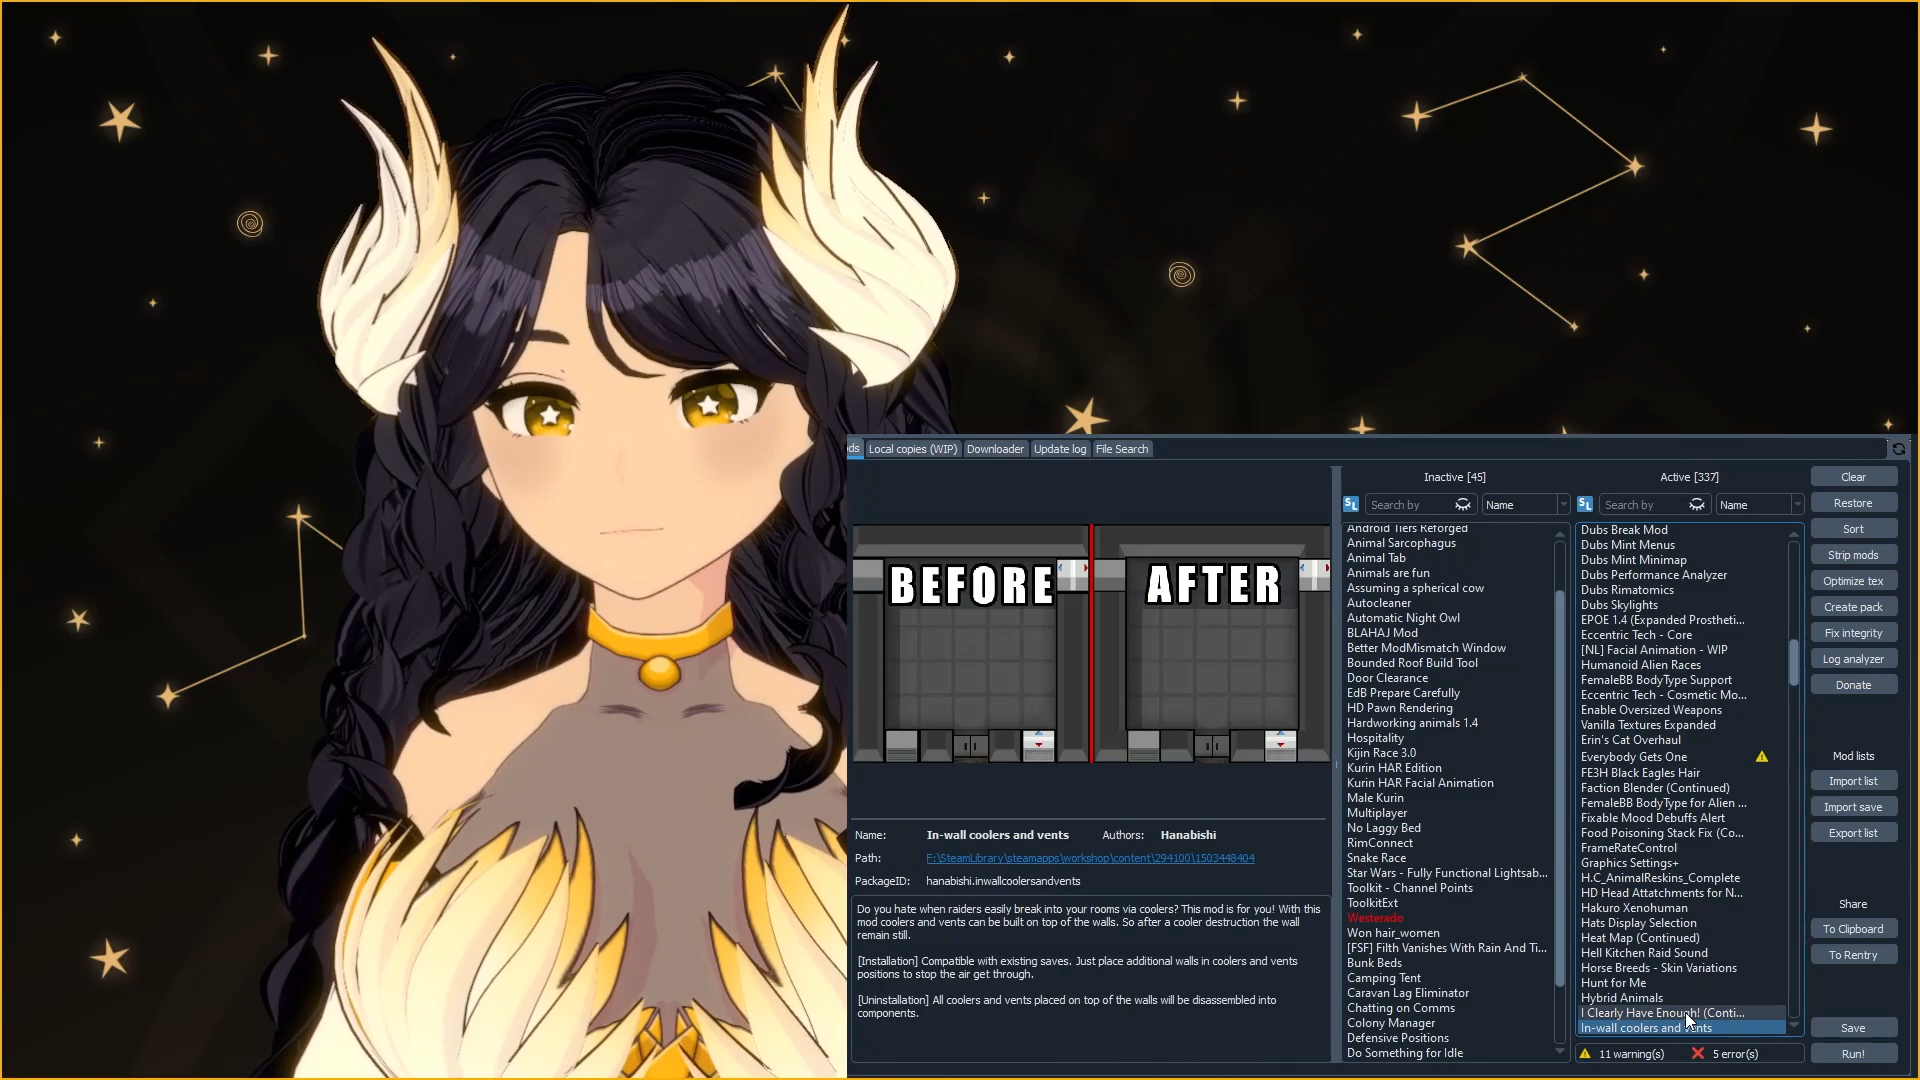 ds
Local copies (WIP)
Downloader
Update log
File Search
BEFORE
AFTER
Name: In-wall coolers and vents Authors: Hanabishi
Path: F:\SteamLibrary\steamapps\workshop\content\294100\1503448404
PackageID: hanabishi.inwallcoolersandvents
Do you hate when raiders easily break into your rooms via coolers? This mod is for you! With this
mod coolers and vents can be built on top of the walls. So after a cooler destruction the wall
remain still.
[Installation] Compatible with existing saves. Just place additional walls in coolers and vents
positions to stop the air get through.
[Uninstallation] All coolers and vents placed on top of the walls will be disassembled into
components.
Inactive [45]
SL
Search by
Name
Android Tiers Reforged
Animal Sarcophagus
Animal Tab
Animals are fun
Assuming a spherical cow
Autocleaner
Automatic Night Owl
BLAHAJ Mod
Better ModMismatch Window
Bounded Roof Build Tool
Door Clearance
EdB Prepare Carefully
HD Pawn Rendering
Hardworking animals 1.4
Hospitality
Kijin Race 3.0
Kurin HAR Edition
Kurin HAR Facial Animation
Male Kurin
Multiplayer
No Laggy Bed
RimConnect
Snake Race
Star Wars - Fully Functional Lightsab...
Toolkit - Channel Points
ToolkitExt
Westerado
Won hair_women
[FSF] Filth Vanishes With Rain And Ti...
Bunk Beds
Camping Tent
Caravan Lag Eliminator
Chatting on Comms
Colony Manager
Defensive Positions
Do Something for Idle
Active [337]
SL
Search by
Name
Dubs Break Mod
Dubs Mint Menus
Dubs Mint Minimap
Dubs Performance Analyzer
Dubs Rimatomics
Dubs Skylights
EPOE 1.4 (Expanded Prostheti...
Eccentric Tech - Core
[NL] Facial Animation - WIP
Humanoid Alien Races
FemaleBB BodyType Support
Eccentric Tech - Cosmetic Mo...
Enable Oversized Weapons
Vanilla Textures Expanded
Erin's Cat Overhaul
Everybody Gets One
FE3H Black Eagles Hair
Faction Blender (Continued)
FemaleBB BodyType for Alien ...
Fixable Mood Debuffs Alert
Food Poisoning Stack Fix (Co...
FrameRateControl
Graphics Settings+
H.C_AnimalReskins_Complete
HD Head Attatchments for N...
Hakuro Xenohuman
Hats Display Selection
Heat Map (Continued)
Hell Kitchen Raid Sound
Horse Breeds - Skin Variations
Hunt for Me
Hybrid Animals
I Clearly Have Enough! (Conti...
In-wall coolers and vents
11 warning(s)
5 error(s)
Clear
Restore
Sort
Strip mods
Optimize tex
Create pack
Fix integrity
Log analyzer
Donate
Mod lists
Import list
Import save
Export list
Share
To Clipboard
To Rentry
Save
Run!